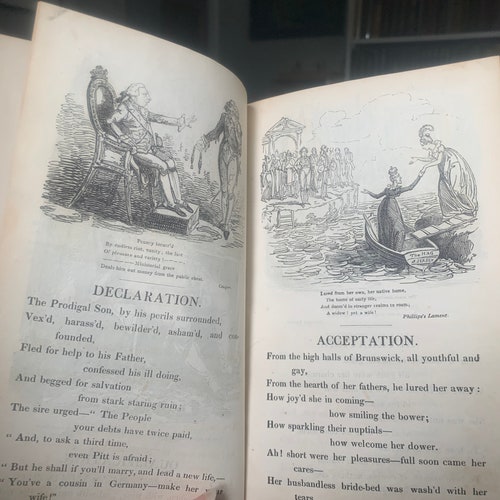 Poverty inurns'd
By modern riot, vanity; the fate
Of pleasure and variety!
Ministerial grace
Deals him out money from the public chest.
Cowper.
DECLARATION.
The Prodigal Son, by his perils surrounded,
Vex'd, harass'd, bewilder'd, asham'd, and con-
founded,
Fled for help to his Father,
confessed his ill doing,
And begged for salvation
from stark staring ruin;
The sire urged—" The People
your debts have twice paid,
" And, to ask a third time,
even Pitt is afraid;
" But he shall if you'll marry, and lead a new life,—
" You've a cousin in Germany—make her your
wife!"
THE HAG
Lured from her own, her native home,
The home of early life;
And doom'd in stranger realms to roam,
A widow! yet a wife!
Phillips's Lament.
ACCEPTATION.
From the high halls of Brunswick, all youthful and
gay,
From the hearth of her fathers, he lured her away:
How joy'd she in coming—
how smiling the bower;
How sparkling their nuptials—
how welcome her dower.
Ah! short were her pleasures—full soon came her
cares—
Her husbandless bride-bed was wash'd with her
tears